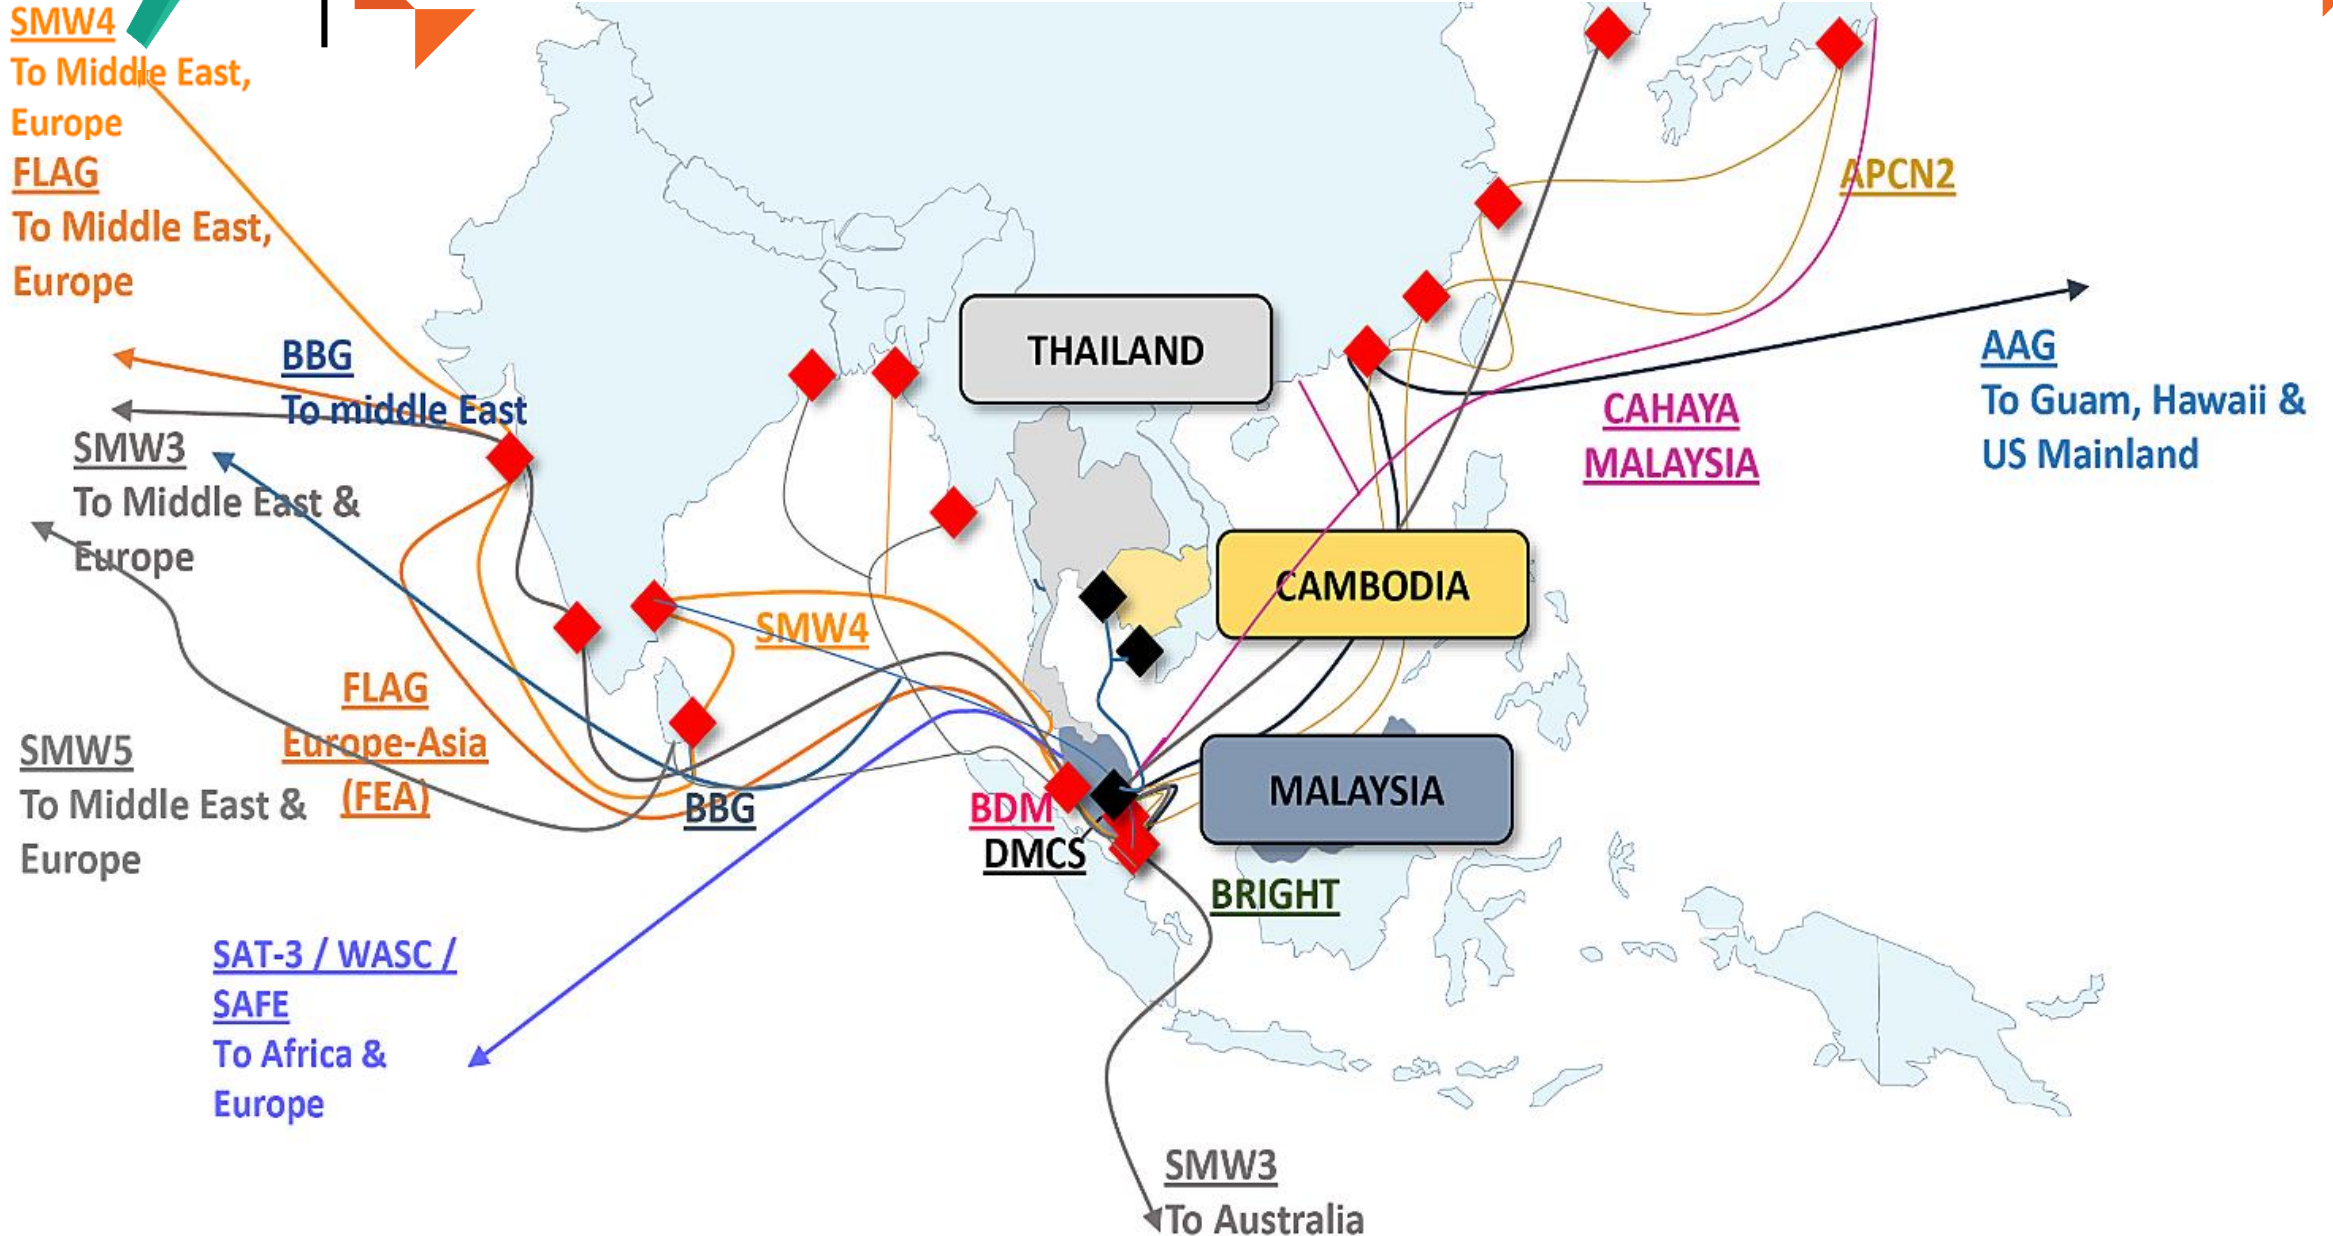 SMW4
To Middle East,
Europe
FLAG
To Middle East,
Europe
BBG
To middle East
SMW3
To Middle East &
Europe
THAILAND
APCN2
AAG
To Guam, Hawaii &
US Mainland
CAHAYA
MALAYSIA
CAMBODIA
SMW4
FLAG
Europe-Asia
(FEA)
SMW5
To Middle East &
Europe
BBG
BDM
DMCS
MALAYSIA
BRIGHT
SAT-3 / WASC /
SAFE
To Africa &
Europe
SMW3
To Australia